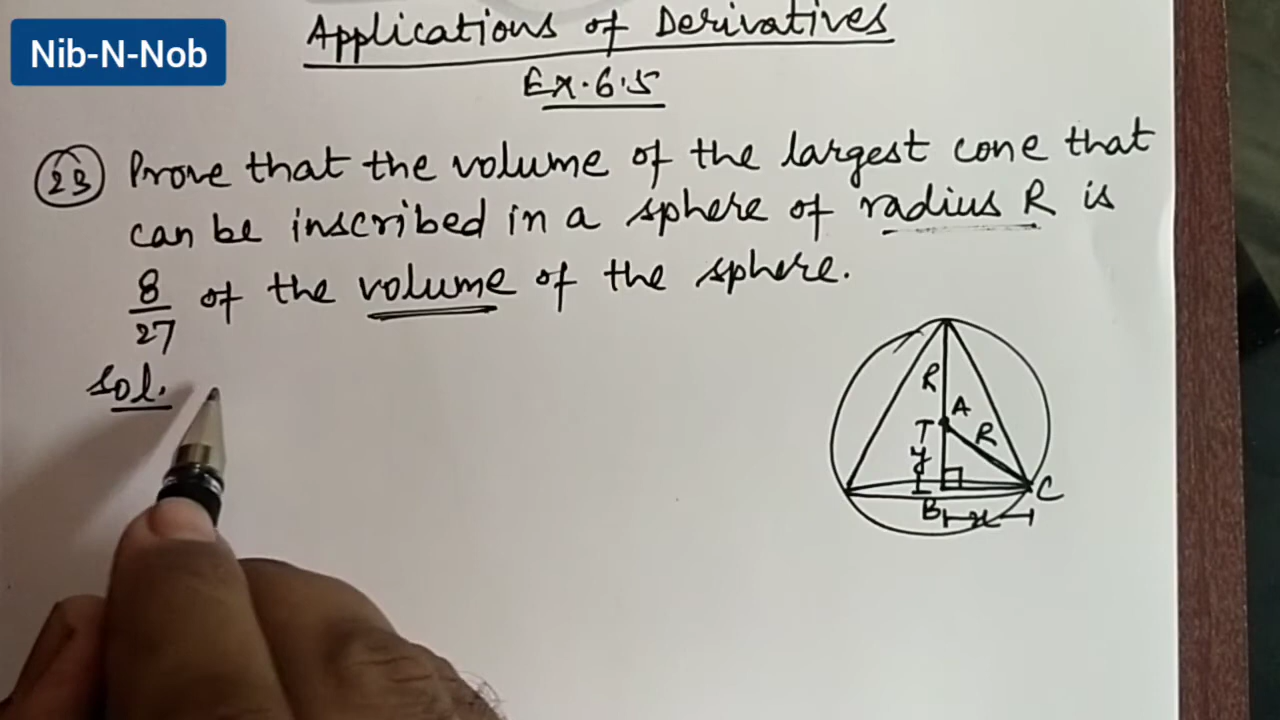 Nib-N-Nob
Applications of Derivatives
Ex. 6.5
23 Prove that the volume of the largest cone that
can be inscribed in a sphere of radius R is
8/27 of the volume of the sphere.
Sol.
R
A
R
y
B
x
C